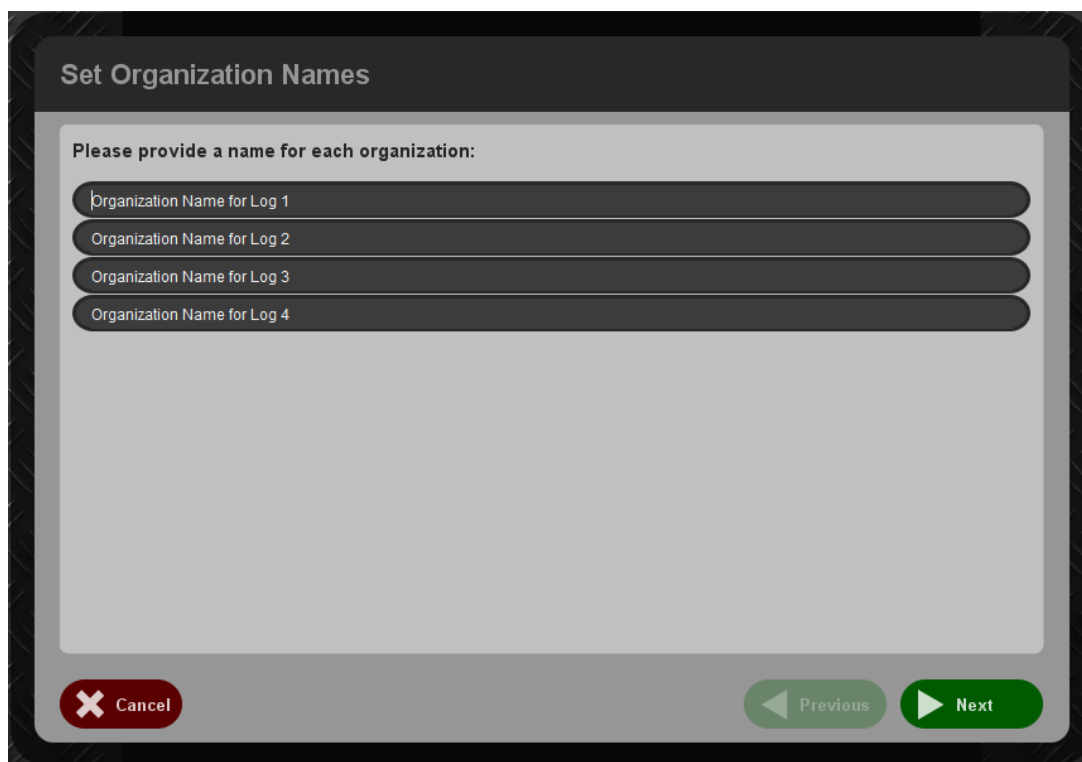 Set Organization Names
Please provide a name for each organization:
Organization Name for Log 1
Organization Name for Log 2
Organization Name for Log 3
Organization Name for Log 4
Cancel
Previous
Next